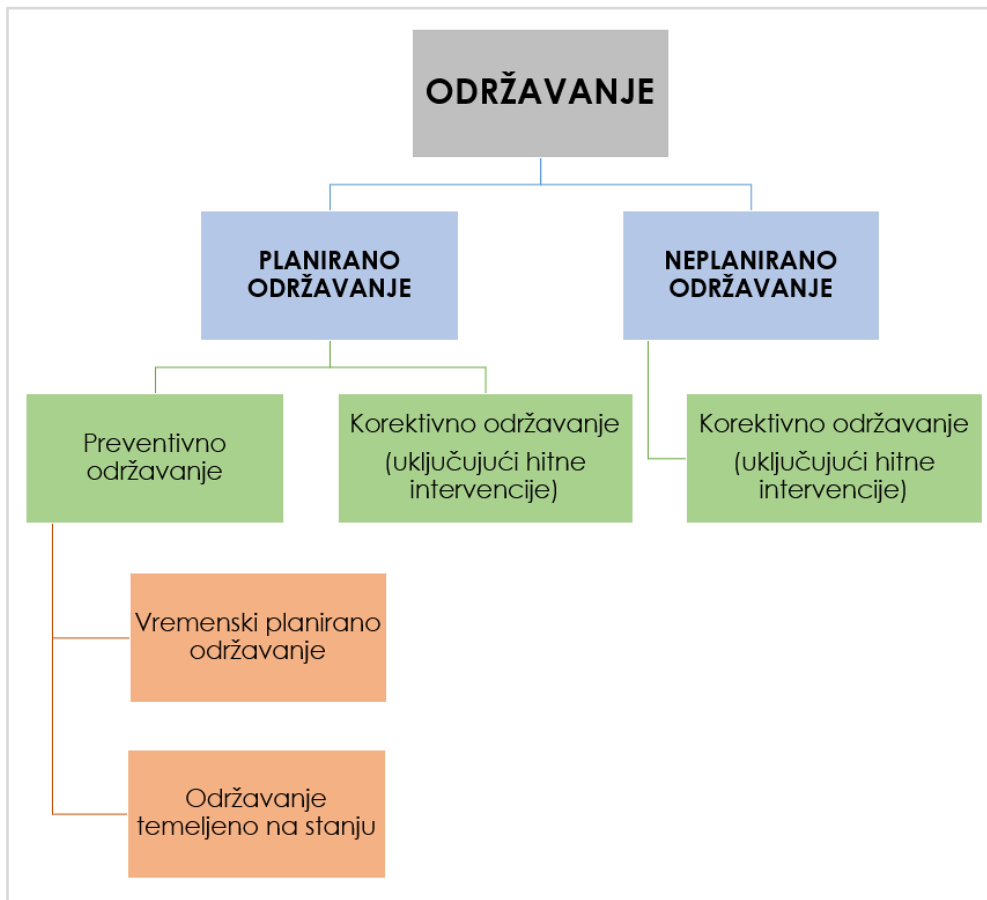 ODRŽAVANJE
PLANIRANO
ODRŽAVANJE
NEPLANIRANO
ODRŽAVANJE
Preventivno
održavanje
Korektivno održavanje
(uključujući hitne
intervencije)
Korektivno održavanje
(uključujući hitne
intervencije)
Vremenski planirano
održavanje
Održavanje
temeljeno na stanju